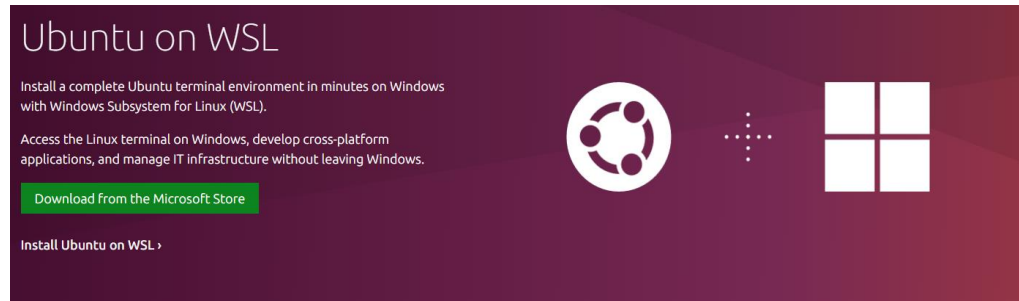 Ubuntu on WSL
Install a complete Ubuntu terminal environment in minutes on Windows
with Windows Subsystem for Linux (WSL).
Access the Linux terminal on Windows, develop cross-platform
applications, and manage IT infrastructure without leaving Windows.
Download from the Microsoft Store
Install Ubuntu on WSL ›